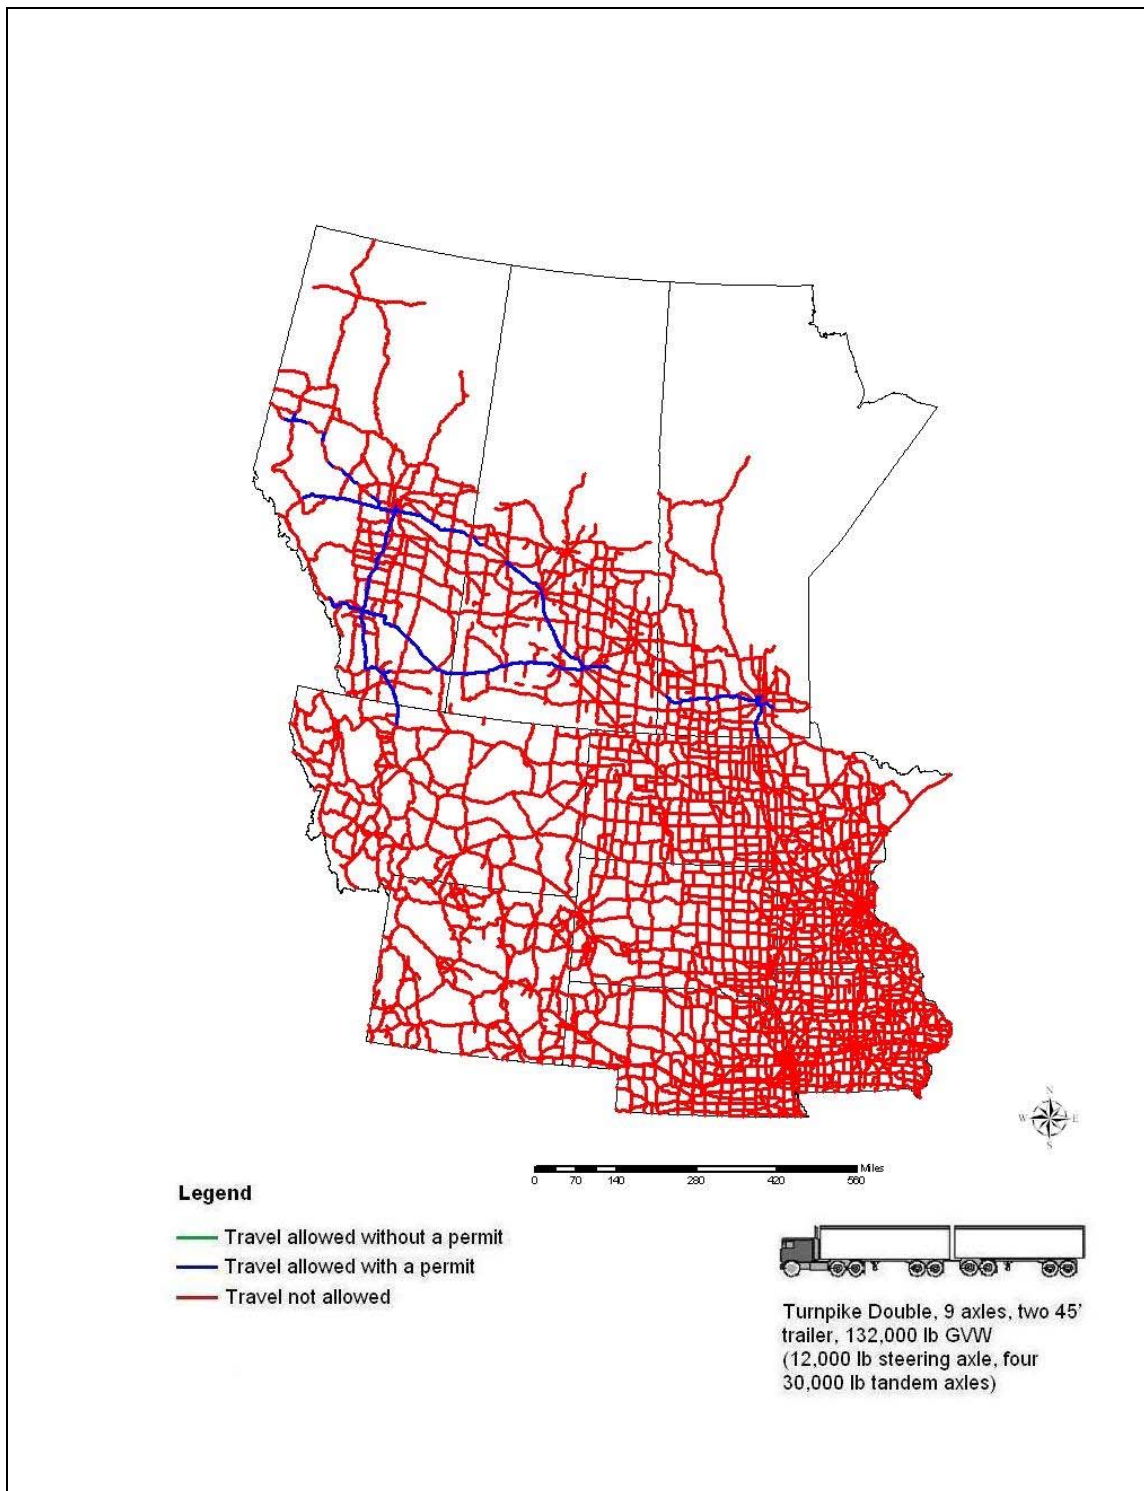 N
W E
S
Miles
0 70 140 280 420 560
Legend
Travel allowed without a permit
Travel allowed with a permit
Travel not allowed
Turnpike Double, 9 axles, two 45'
trailer, 132,000 lb GVW
(12,000 lb steering axle, four
30,000 lb tandem axles)